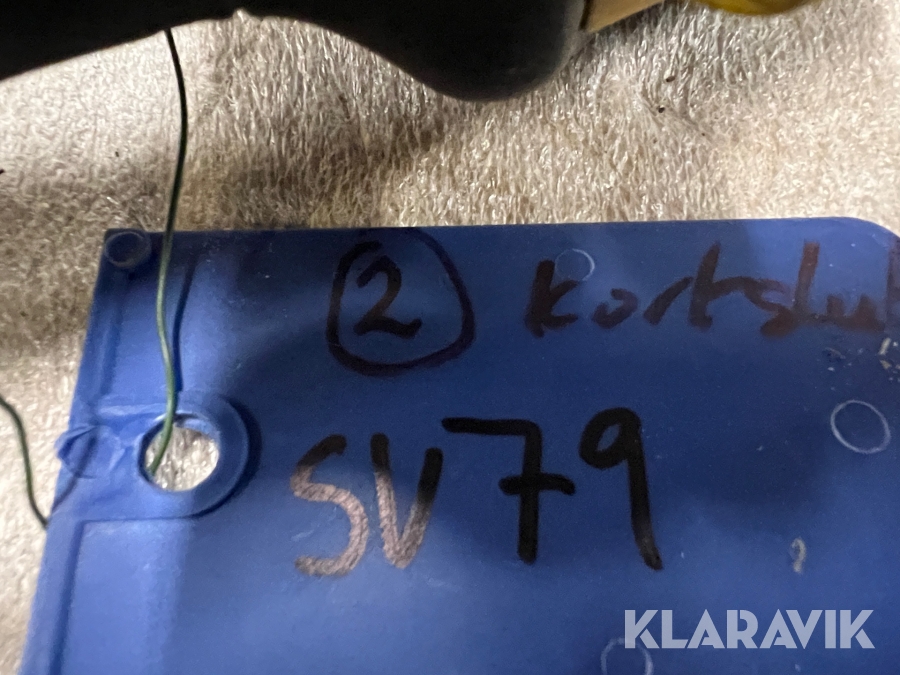 ② kortslut
SV79
KLARAVIK